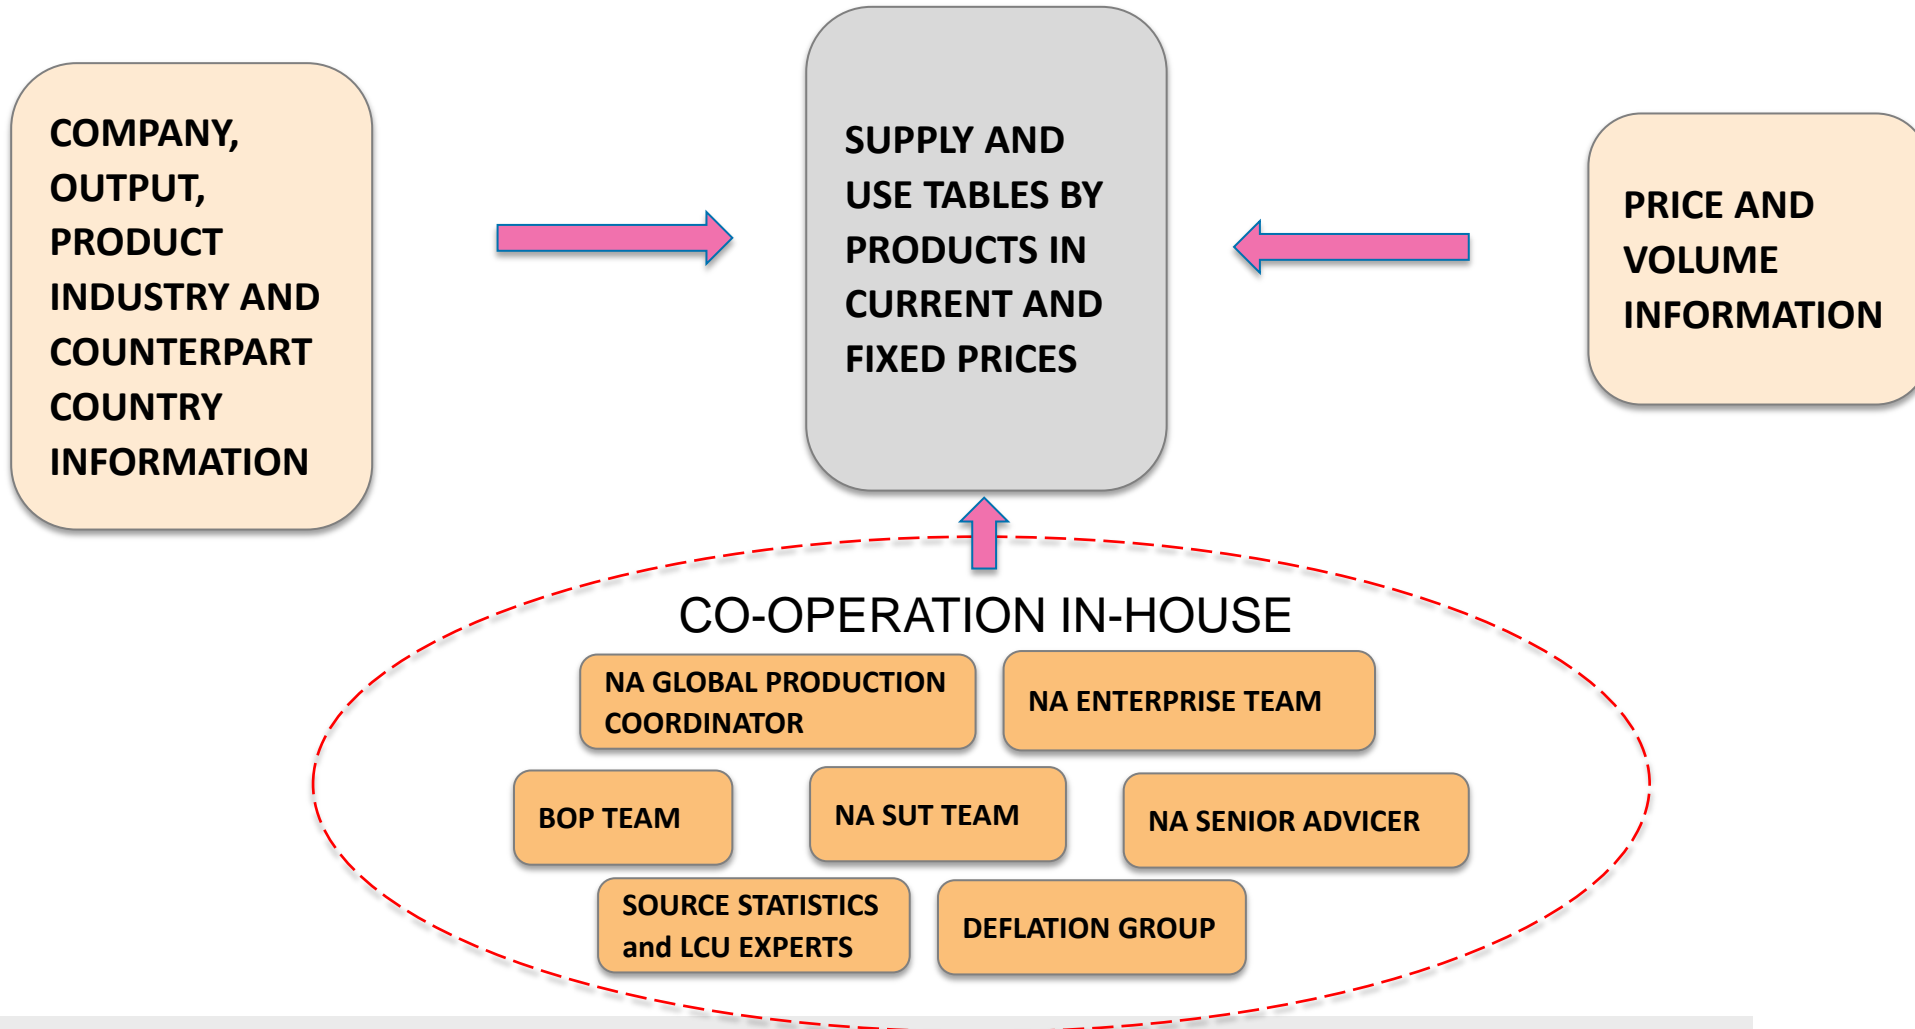 COMPANY,
OUTPUT,
PRODUCT
INDUSTRY AND
COUNTERPART
COUNTRY
INFORMATION
SUPPLY AND
USE TABLES BY
PRODUCTS IN
CURRENT AND
FIXED PRICES
PRICE AND
VOLUME
INFORMATION
CO-OPERATION IN-HOUSE
NA GLOBAL PRODUCTION
COORDINATOR
NA ENTERPRISE TEAM
BOP TEAM
NA SUT TEAM
NA SENIOR ADVICER
SOURCE STATISTICS
and LCU EXPERTS
DEFLATION GROUP